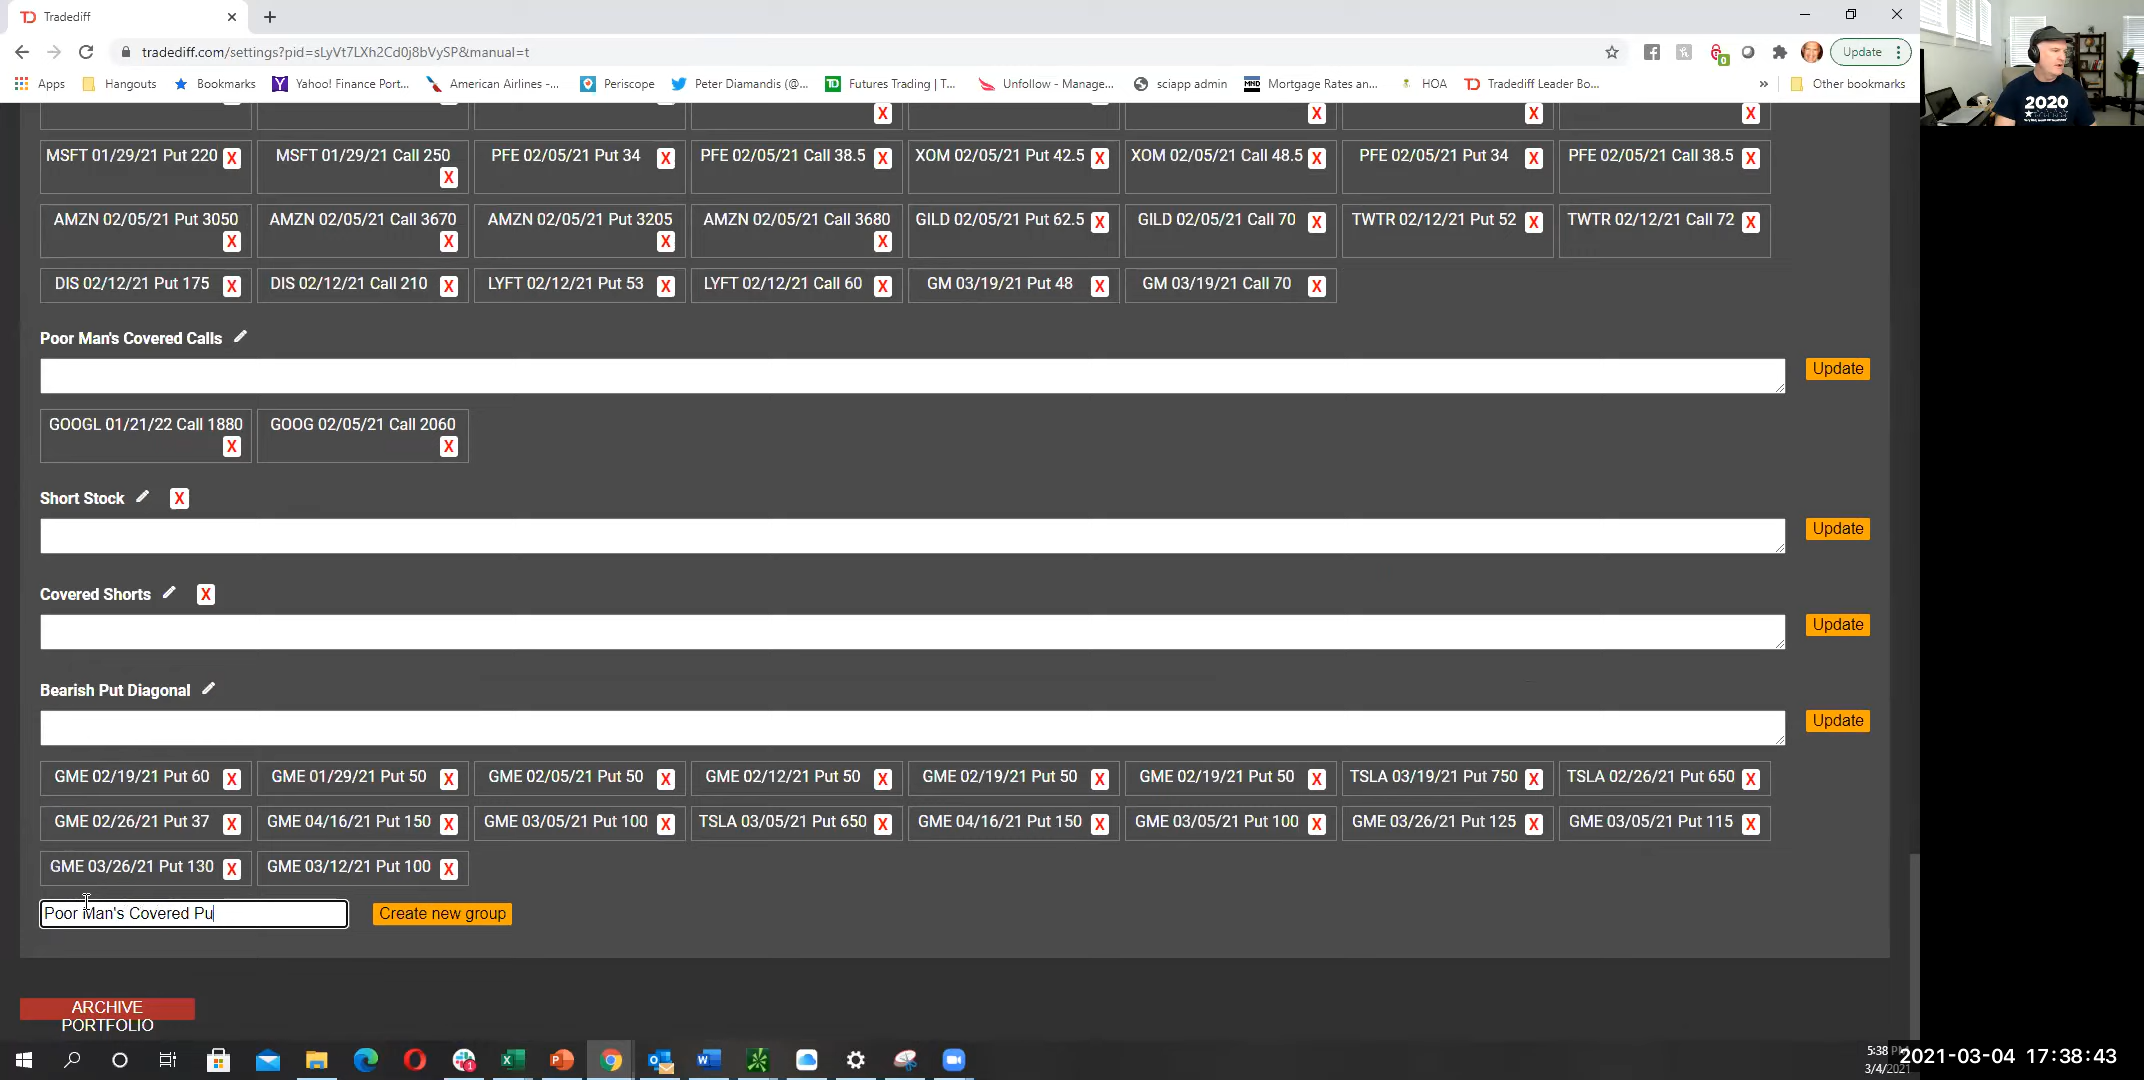 Tradediff
tradediff.com/settings?pid=sLyVt7LXh2Cd0j8bVySP&manual=t
Update
Apps Hangouts Bookmarks Yahoo! Finance Port... American Airlines -... Periscope Peter Diamandis (@... Futures Trading | T... Unfollow - Manage... sciapp admin Mortgage Rates an... HOA Tradediff Leader Bo... » Other bookmarks
2020
X X X X X
MSFT 01/29/21 Put 220 X MSFT 01/29/21 Call 250 X PFE 02/05/21 Put 34 X PFE 02/05/21 Call 38.5 X XOM 02/05/21 Put 42.5 X XOM 02/05/21 Call 48.5 X PFE 02/05/21 Put 34 X PFE 02/05/21 Call 38.5 X
AMZN 02/05/21 Put 3050 X AMZN 02/05/21 Call 3670 X AMZN 02/05/21 Put 3205 X AMZN 02/05/21 Call 3680 X GILD 02/05/21 Put 62.5 X GILD 02/05/21 Call 70 X TWTR 02/12/21 Put 52 X TWTR 02/12/21 Call 72 X
DIS 02/12/21 Put 175 X DIS 02/12/21 Call 210 X LYFT 02/12/21 Put 53 X LYFT 02/12/21 Call 60 X GM 03/19/21 Put 48 X GM 03/19/21 Call 70 X
Poor Man's Covered Calls
Update
GOOGL 01/21/22 Call 1880 X GOOG 02/05/21 Call 2060 X
Short Stock X
Update
Covered Shorts X
Update
Bearish Put Diagonal
Update
GME 02/19/21 Put 60 X GME 01/29/21 Put 50 X GME 02/05/21 Put 50 X GME 02/12/21 Put 50 X GME 02/19/21 Put 50 X GME 02/19/21 Put 50 X TSLA 03/19/21 Put 750 X TSLA 02/26/21 Put 650 X
GME 02/26/21 Put 37 X GME 04/16/21 Put 150 X GME 03/05/21 Put 100 X TSLA 03/05/21 Put 650 X GME 04/16/21 Put 150 X GME 03/05/21 Put 100 X GME 03/26/21 Put 125 X GME 03/05/21 Put 115 X
GME 03/26/21 Put 130 X GME 03/12/21 Put 100 X
Poor Man's Covered Pu Create new group
ARCHIVE
PORTFOLIO
5:38 PM
3/4/2021
2021-03-04 17:38:43